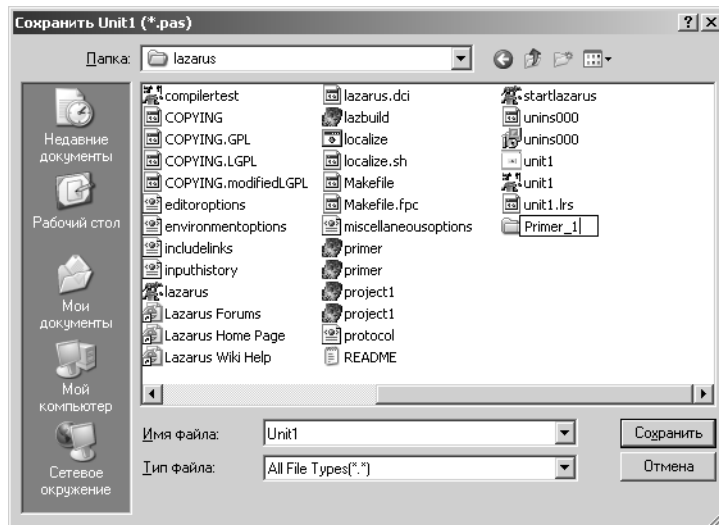 Сохранить Unit1 (*.pas)
Папка:
lazarus
Недавние
документы
Рабочий стол
Мои
документы
Мой
компьютер
Сетевое
окружение
compilertest
COPYING
COPYING.GPL
COPYING.LGPL
COPYING.modifiedLGPL
editoroptions
environmentoptions
includelinks
inputhistory
lazarus
Lazarus Forums
Lazarus Home Page
Lazarus Wiki Help
lazarus.dci
lazbuild
localize
localize.sh
Makefile
Makefile.fpc
miscellaneousoptions
primer
primer
project1
project1
protocol
README
startlazarus
unins000
unins000
unit1
unit1
unit1.lrs
Primer_1
Имя файла:
Unit1
Сохранить
Тип файла:
All File Types(*.*)
Отмена